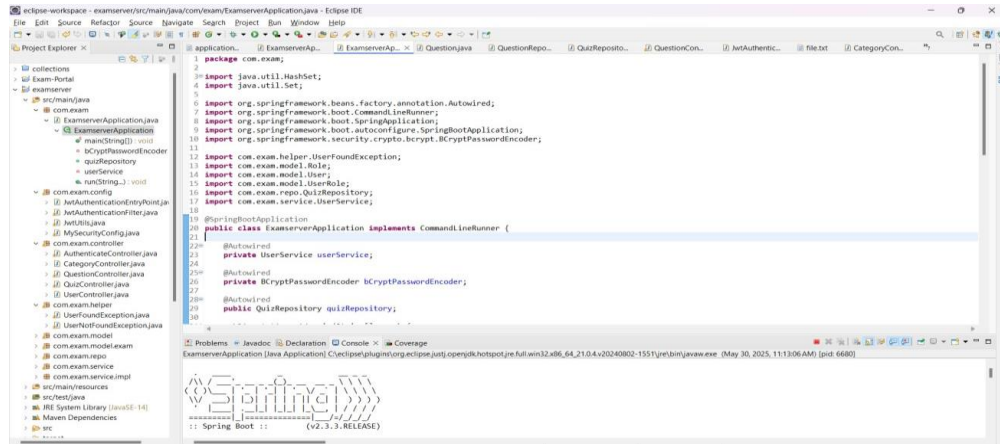 eclipse-workspace - examserver/src/main/java/com/exam/ExamserverApplication.java - Eclipse IDE
File Edit Source Refactor Source Navigate Search Project Run Window Help
Project Explorer ×
application...
ExamserverAp...
ExamserverAp... ×
Question.java
QuestionRepo...
QuizReposito...
QuestionCon...
JwtAuthentic...
file.txt
CategoryCon...
collections
Exam-Portal
examserver
src/main/java
com.exam
ExamserverApplication.java
ExamserverApplication
main(String[]) : void
bCryptPasswordEncoder
quizRepository
userService
run(String...) : void
com.exam.config
JwtAuthenticationEntryPoint.jav
JwtAuthenticationFilter.java
JwtUtils.java
MySecurityConfig.java
com.exam.controller
AuthenticateController.java
CategoryController.java
QuestionController.java
QuizController.java
UserController.java
com.exam.helper
UserFoundException.java
UserNotFoundException.java
com.exam.model
com.exam.model.exam
com.exam.repo
com.exam.service
com.exam.service.impl
src/main/resources
src/test/java
JRE System Library [JavaSE-14]
Maven Dependencies
src
1 package com.exam;
2
3 import java.util.HashSet;
4 import java.util.Set;
5
6 import org.springframework.beans.factory.annotation.Autowired;
7 import org.springframework.boot.CommandLineRunner;
8 import org.springframework.boot.SpringApplication;
9 import org.springframework.boot.autoconfigure.SpringBootApplication;
10 import org.springframework.security.crypto.bcrypt.BCryptPasswordEncoder;
11
12 import com.exam.helper.UserFoundException;
13 import com.exam.model.Role;
14 import com.exam.model.User;
15 import com.exam.model.UserRole;
16 import com.exam.repo.QuizRepository;
17 import com.exam.service.UserService;
18
19 @SpringBootApplication
20 public class ExamserverApplication implements CommandLineRunner {
21
22 @Autowired
23 private UserService userService;
24
25 @Autowired
26 private BCryptPasswordEncoder bCryptPasswordEncoder;
27
28 @Autowired
29 public QuizRepository quizRepository;
30
Problems Javadoc Declaration Console × Coverage
ExamserverApplication [Java Application] C:\eclipse\plugins\org.eclipse.justj.openjdk.hotspot.jre.full.win32.x86_64_21.0.4.v20240802-1551\jre\bin\javaw.exe (May 30, 2025, 11:13:06 AM) [pid: 6680]
Spring
:: Spring Boot :: (v2.3.3.RELEASE)